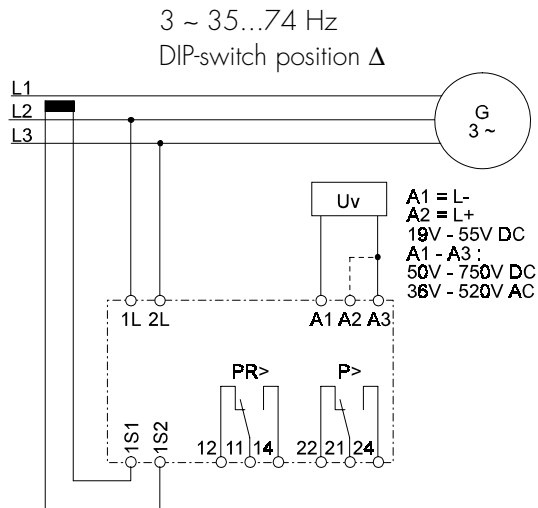 3 ~ 35...74 Hz
DIP-switch position Δ
L1
L2
L3
G
3 ~
Uv
A1 = L-
A2 = L+
19V - 55V DC
A1 - A3 :
50V - 750V DC
36V - 520V AC
1L 2L A1 A2 A3
PR> P>
12 11 14 22 21 24
1S1 1S2